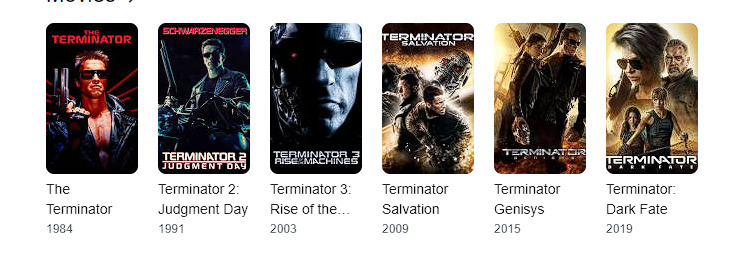 THE
TERMINATOR
SCHWARZENEGGER
TERMINATOR 2
JUDGMENT DAY
TERMINATOR 3
RISE OF THE MACHINES
TERMINATOR
SALVATION
TERMINATOR
GENISYS
TERMINATOR
DARK FATE
The
Terminator
1984
Terminator 2:
Judgment Day
1991
Terminator 3:
Rise of the...
2003
Terminator
Salvation
2009
Terminator
Genisys
2015
Terminator:
Dark Fate
2019